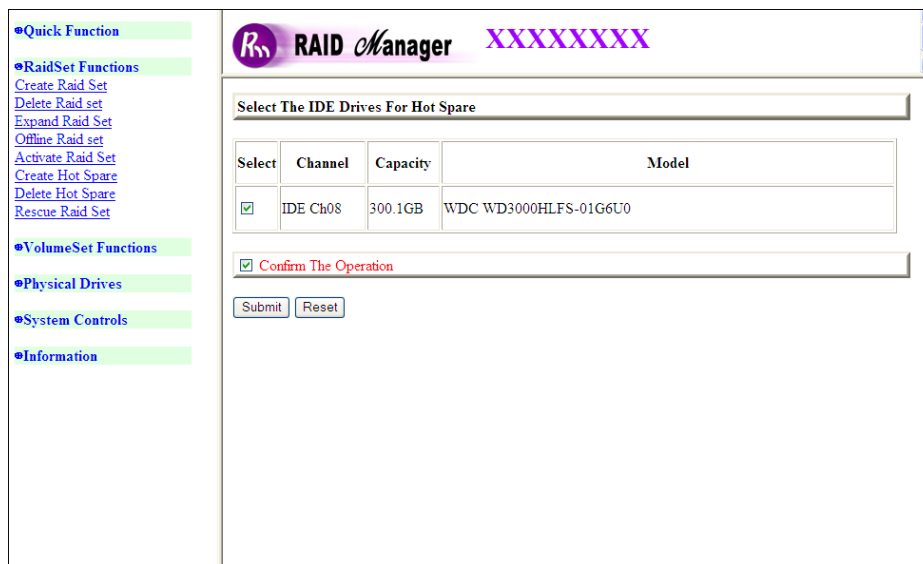 Quick Function
RaidSet Functions
Create Raid Set
Delete Raid set
Expand Raid Set
Offline Raid set
Activate Raid Set
Create Hot Spare
Delete Hot Spare
Rescue Raid Set
VolumeSet Functions
Physical Drives
System Controls
Information
Rm RAID Manager XXXXXXXX
Select The IDE Drives For Hot Spare
Select Channel Capacity Model
IDE Ch08 300.1GB WDC WD3000HLFS-01G6U0
Confirm The Operation
Submit Reset